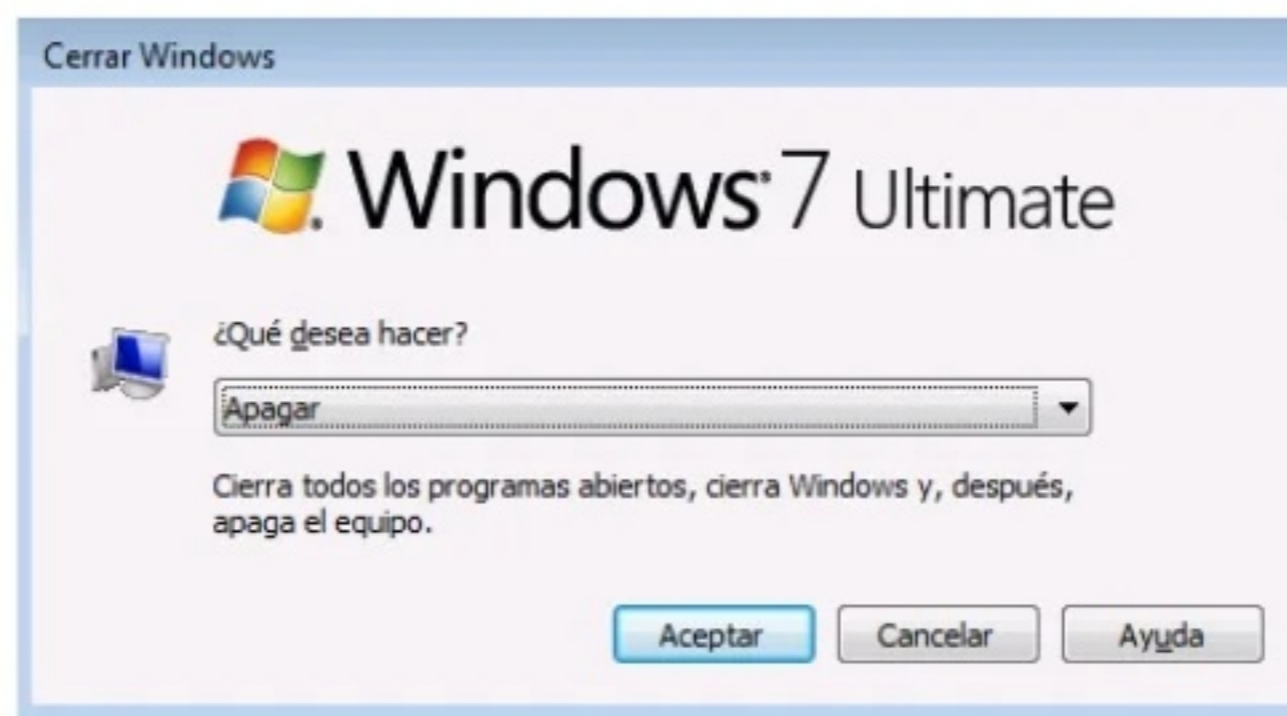 Cerrar Windows
Windows 7 Ultimate
¿Qué desea hacer?
Apagar
Cierra todos los programas abiertos, cierra Windows y, después,
apaga el equipo.
Aceptar Cancelar Ayuda